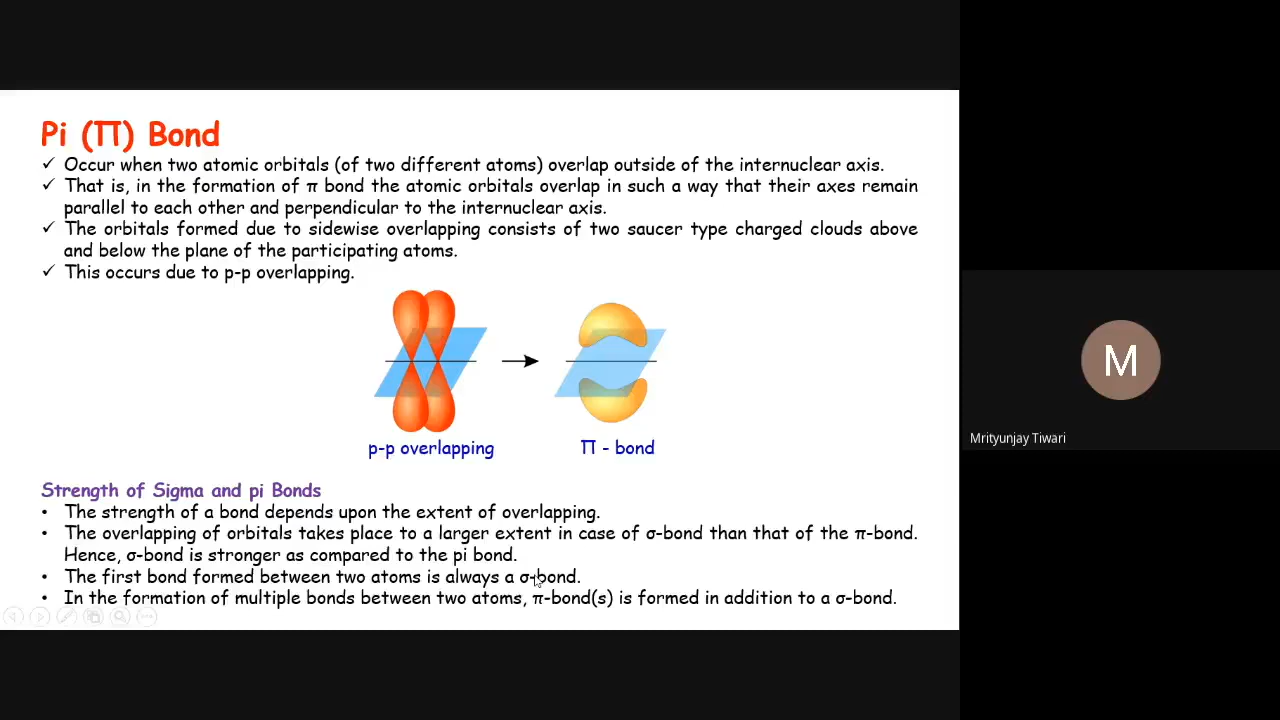 Pi (Π) Bond
✓ Occur when two atomic orbitals (of two different atoms) overlap outside of the internuclear axis.
✓ That is, in the formation of π bond the atomic orbitals overlap in such a way that their axes remain
parallel to each other and perpendicular to the internuclear axis.
✓ The orbitals formed due to sidewise overlapping consists of two saucer type charged clouds above
and below the plane of the participating atoms.
✓ This occurs due to p-p overlapping.
p-p overlapping
Π - bond
Strength of Sigma and pi Bonds
• The strength of a bond depends upon the extent of overlapping.
• The overlapping of orbitals takes place to a larger extent in case of σ-bond than that of the π-bond.
Hence, σ-bond is stronger as compared to the pi bond.
• The first bond formed between two atoms is always a σ-bond.
• In the formation of multiple bonds between two atoms, π-bond(s) is formed in addition to a σ-bond.
M
Mrityunjay Tiwari